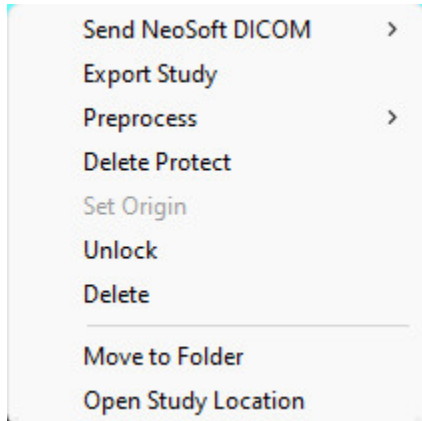 Send NeoSoft DICOM
Export Study
Preprocess
Delete Protect
Set Origin
Unlock
Delete
Move to Folder
Open Study Location